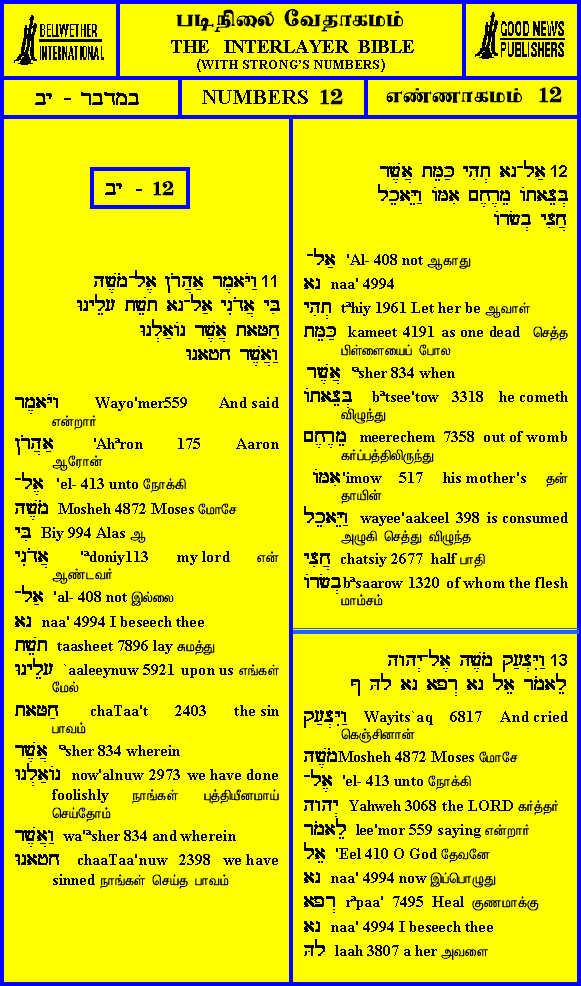 BELLWETHER
INTERNATIONAL
படிநிலை வேதாகமம்
THE INTERLAYER BIBLE
(WITH STRONG'S NUMBERS)
GOOD NEWS
PUBLISHERS
במדבר - יב
NUMBERS 12
எண்ணாகமம் 12
יב - 12
11 וַיֹּאמֶר אַהֲרֹן אֶל־מֹשֶׁה
בִּי אֲדֹנִי אַל־נָא תָשֵׁת עָלֵינוּ
חַטָּאת אֲשֶׁר נוֹאַלְנוּ
וַאֲשֶׁר חָטָאנוּ
וַיֹּאמֶר Wayo'mer559 And said
என்றார்
אַהֲרֹן 'Ahªron 175 Aaron
ஆரோன்
אֶל־ 'el- 413 unto நோக்கி
מֹשֶׁה Mosheh 4872 Moses மோசே
בִּי Biy 994 Alas ஆ
אֲדֹנִי 'ªdoniy113 my lord என்
ஆண்டவர்
אַל־ 'al- 408 not இல்லை
נָא naa' 4994 I beseech thee
תָשֵׁת taasheet 7896 lay சுமத்து
עָלֵינוּ `aaleeynuw 5921 upon us எங்கள்
மேல்
חַטָּאת chaTaa't 2403 the sin
பாவம்
אֲשֶׁר ªsher 834 wherein
נוֹאַלְנוּ now'alnuw 2973 we have done
foolishly நாங்கள் புத்தியீனமாய்
செய்தோம்
וַאֲשֶׁר wa'ªsher 834 and wherein
חָטָאנוּ chaaTaa'nuw 2398 we have
sinned நாங்கள் செய்த பாவம்
12 אַל־נָא תְהִי כַּמֵּת אֲשֶׁר
בְּצֵאתוֹ מֵרֶחֶם אִמּוֹ וַיֵּאָכֵל
חֲצִי בְשָׂרוֹ
אַל־ 'Al- 408 not ஆகாது
נָא naa' 4994
תְהִי tªhiy 1961 Let her be ஆவாள்
כַּמֵּת kameet 4191 as one dead செத்த
பிள்ளையைப் போல
אֲשֶׁר ªsher 834 when
בְּצֵאתוֹ bªtsee'tow 3318 he cometh
விழுந்து
מֵרֶחֶם meerechem 7358 out of womb
கர்ப்பத்திலிருந்து
אִמּוֹ 'imow 517 his mother's தன்
தாயின்
וַיֵּאָכֵל wayee'aakeel 398 is consumed
அழுகி செத்து விழுந்த
חֲצִי chatsiy 2677 half பாதி
בְשָׂרוֹ bªsaarow 1320 of whom the flesh
மாம்சம்
13 וַיִּצְעַק מֹשֶׁה אֶל־יְהוָה
לֵאמֹר אֵל נָא רְפָא נָא לָהּ ף
וַיִּצְעַק Wayits`aq 6817 And cried
கெஞ்சினான்
מֹשֶׁה Mosheh 4872 Moses மோசே
אֶל־ 'el- 413 unto நோக்கி
יְהוָה Yahweh 3068 the LORD கர்த்தர்
לֵאמֹר lee'mor 559 saying என்றார்
אֵל 'Eel 410 O God தேவனே
נָא naa' 4994 now இப்பொழுது
רְפָא rªpaa' 7495 Heal குணமாக்கு
נָא naa' 4994 I beseech thee
לָהּ laah 3807 a her அவளை